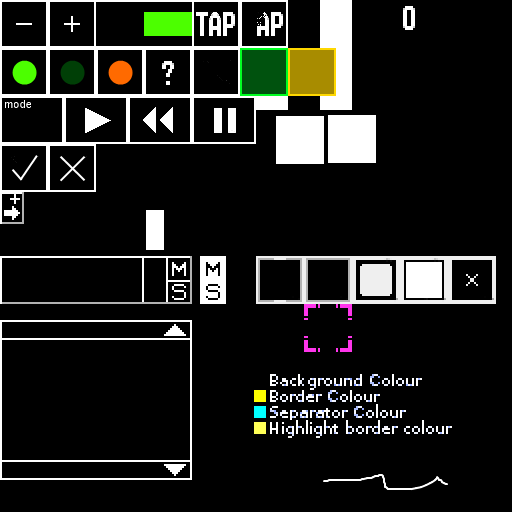 − + TAP AP 0
?
mode
+
M M
S S
Background Colour
Border Colour
Separator Colour
Highlight border colour